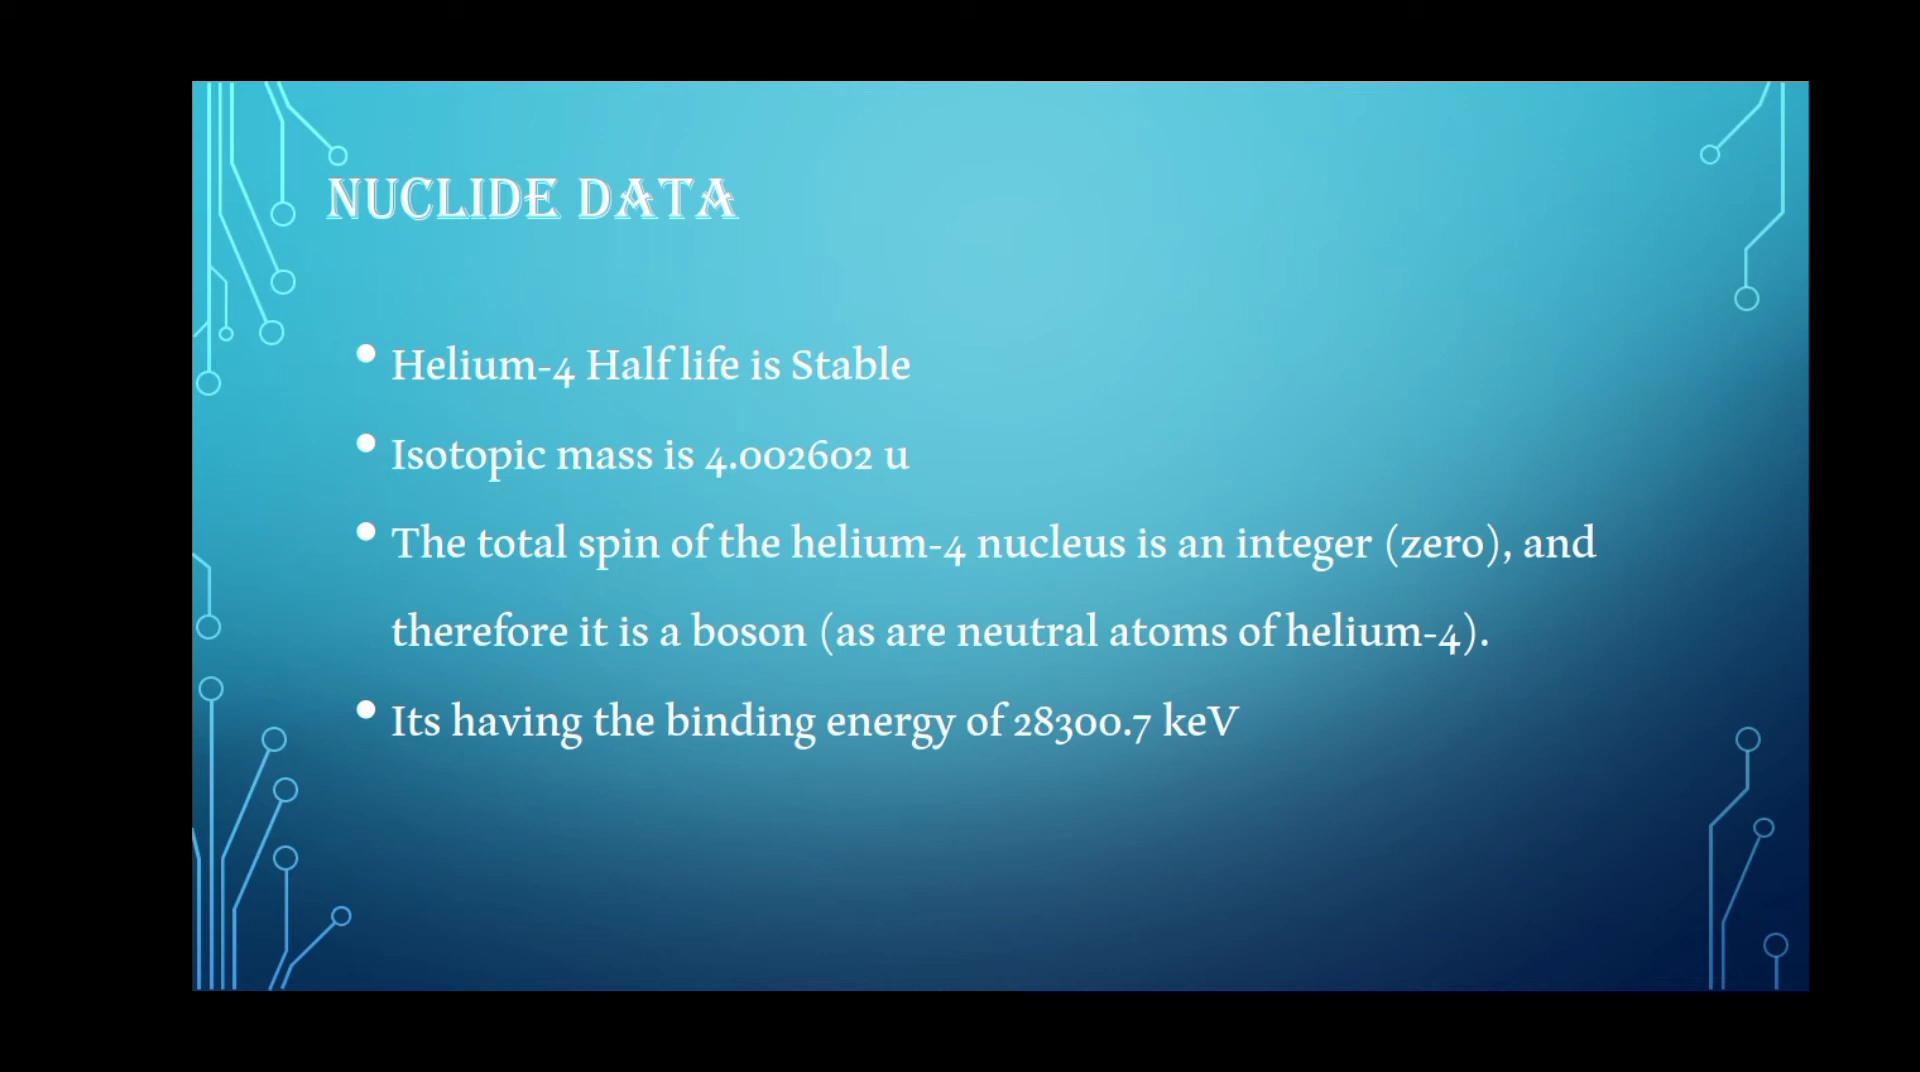 NUCLIDE DATA
• Helium-4 Half life is Stable
• Isotopic mass is 4.002602 u
• The total spin of the helium-4 nucleus is an integer (zero), and
therefore it is a boson (as are neutral atoms of helium-4).
• Its having the binding energy of 28300.7 keV